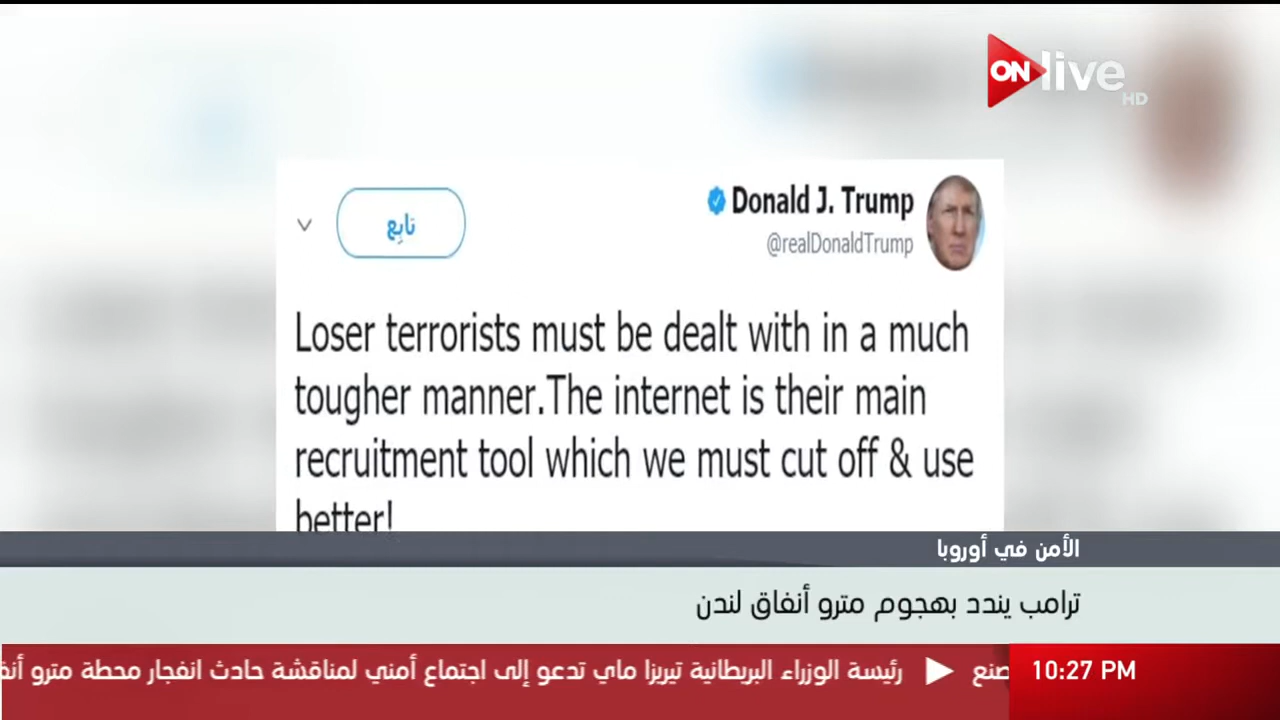 ON live
HD
Donald J. Trump
@realDonaldTrump
تابِع
Loser terrorists must be dealt with in a much
tougher manner.The internet is their main
recruitment tool which we must cut off & use
better!
الأمن في أوروبا
ترامب يندد بهجوم مترو أنفاق لندن
صنع ◀ رئيسة الوزراء البريطانية تيريزا ماي تدعو إلى اجتماع أمني لمناقشة حادث انفجار محطة مترو
10:27 PM